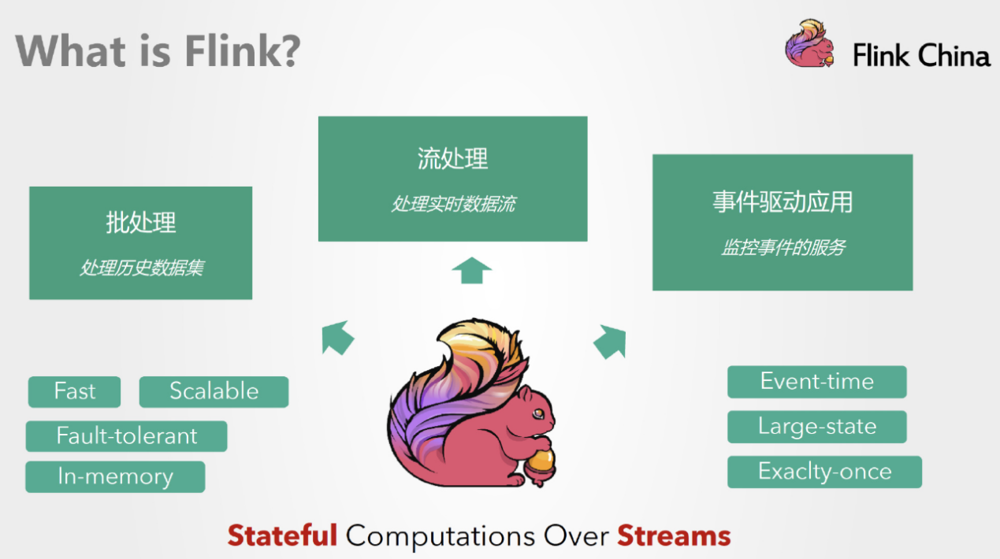 What is Flink?
Flink China
流处理
处理实时数据流
批处理
处理历史数据集
事件驱动应用
监控事件的服务
Fast
Scalable
Fault-tolerant
In-memory
Event-time
Large-state
Exaclty-once
Stateful Computations Over Streams